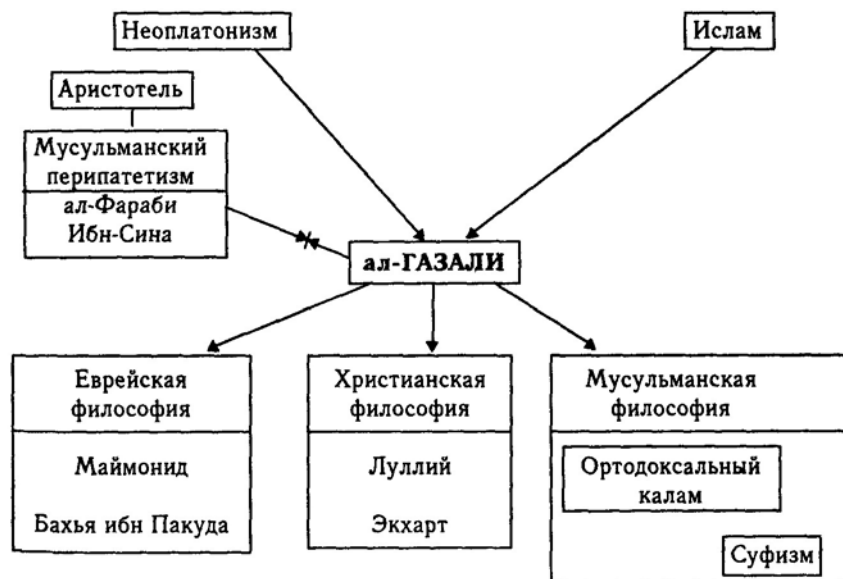 Неоплатонизм
Ислам
Аристотель
Мусульманский
перипатетизм
ал-Фараби
Ибн-Сина
ал-ГАЗАЛИ
Еврейская
философия
Маймонид
Бахья ибн Пакуда
Христианская
философия
Луллий
Экхарт
Мусульманская
философия
Ортодоксальный
калам
Суфизм